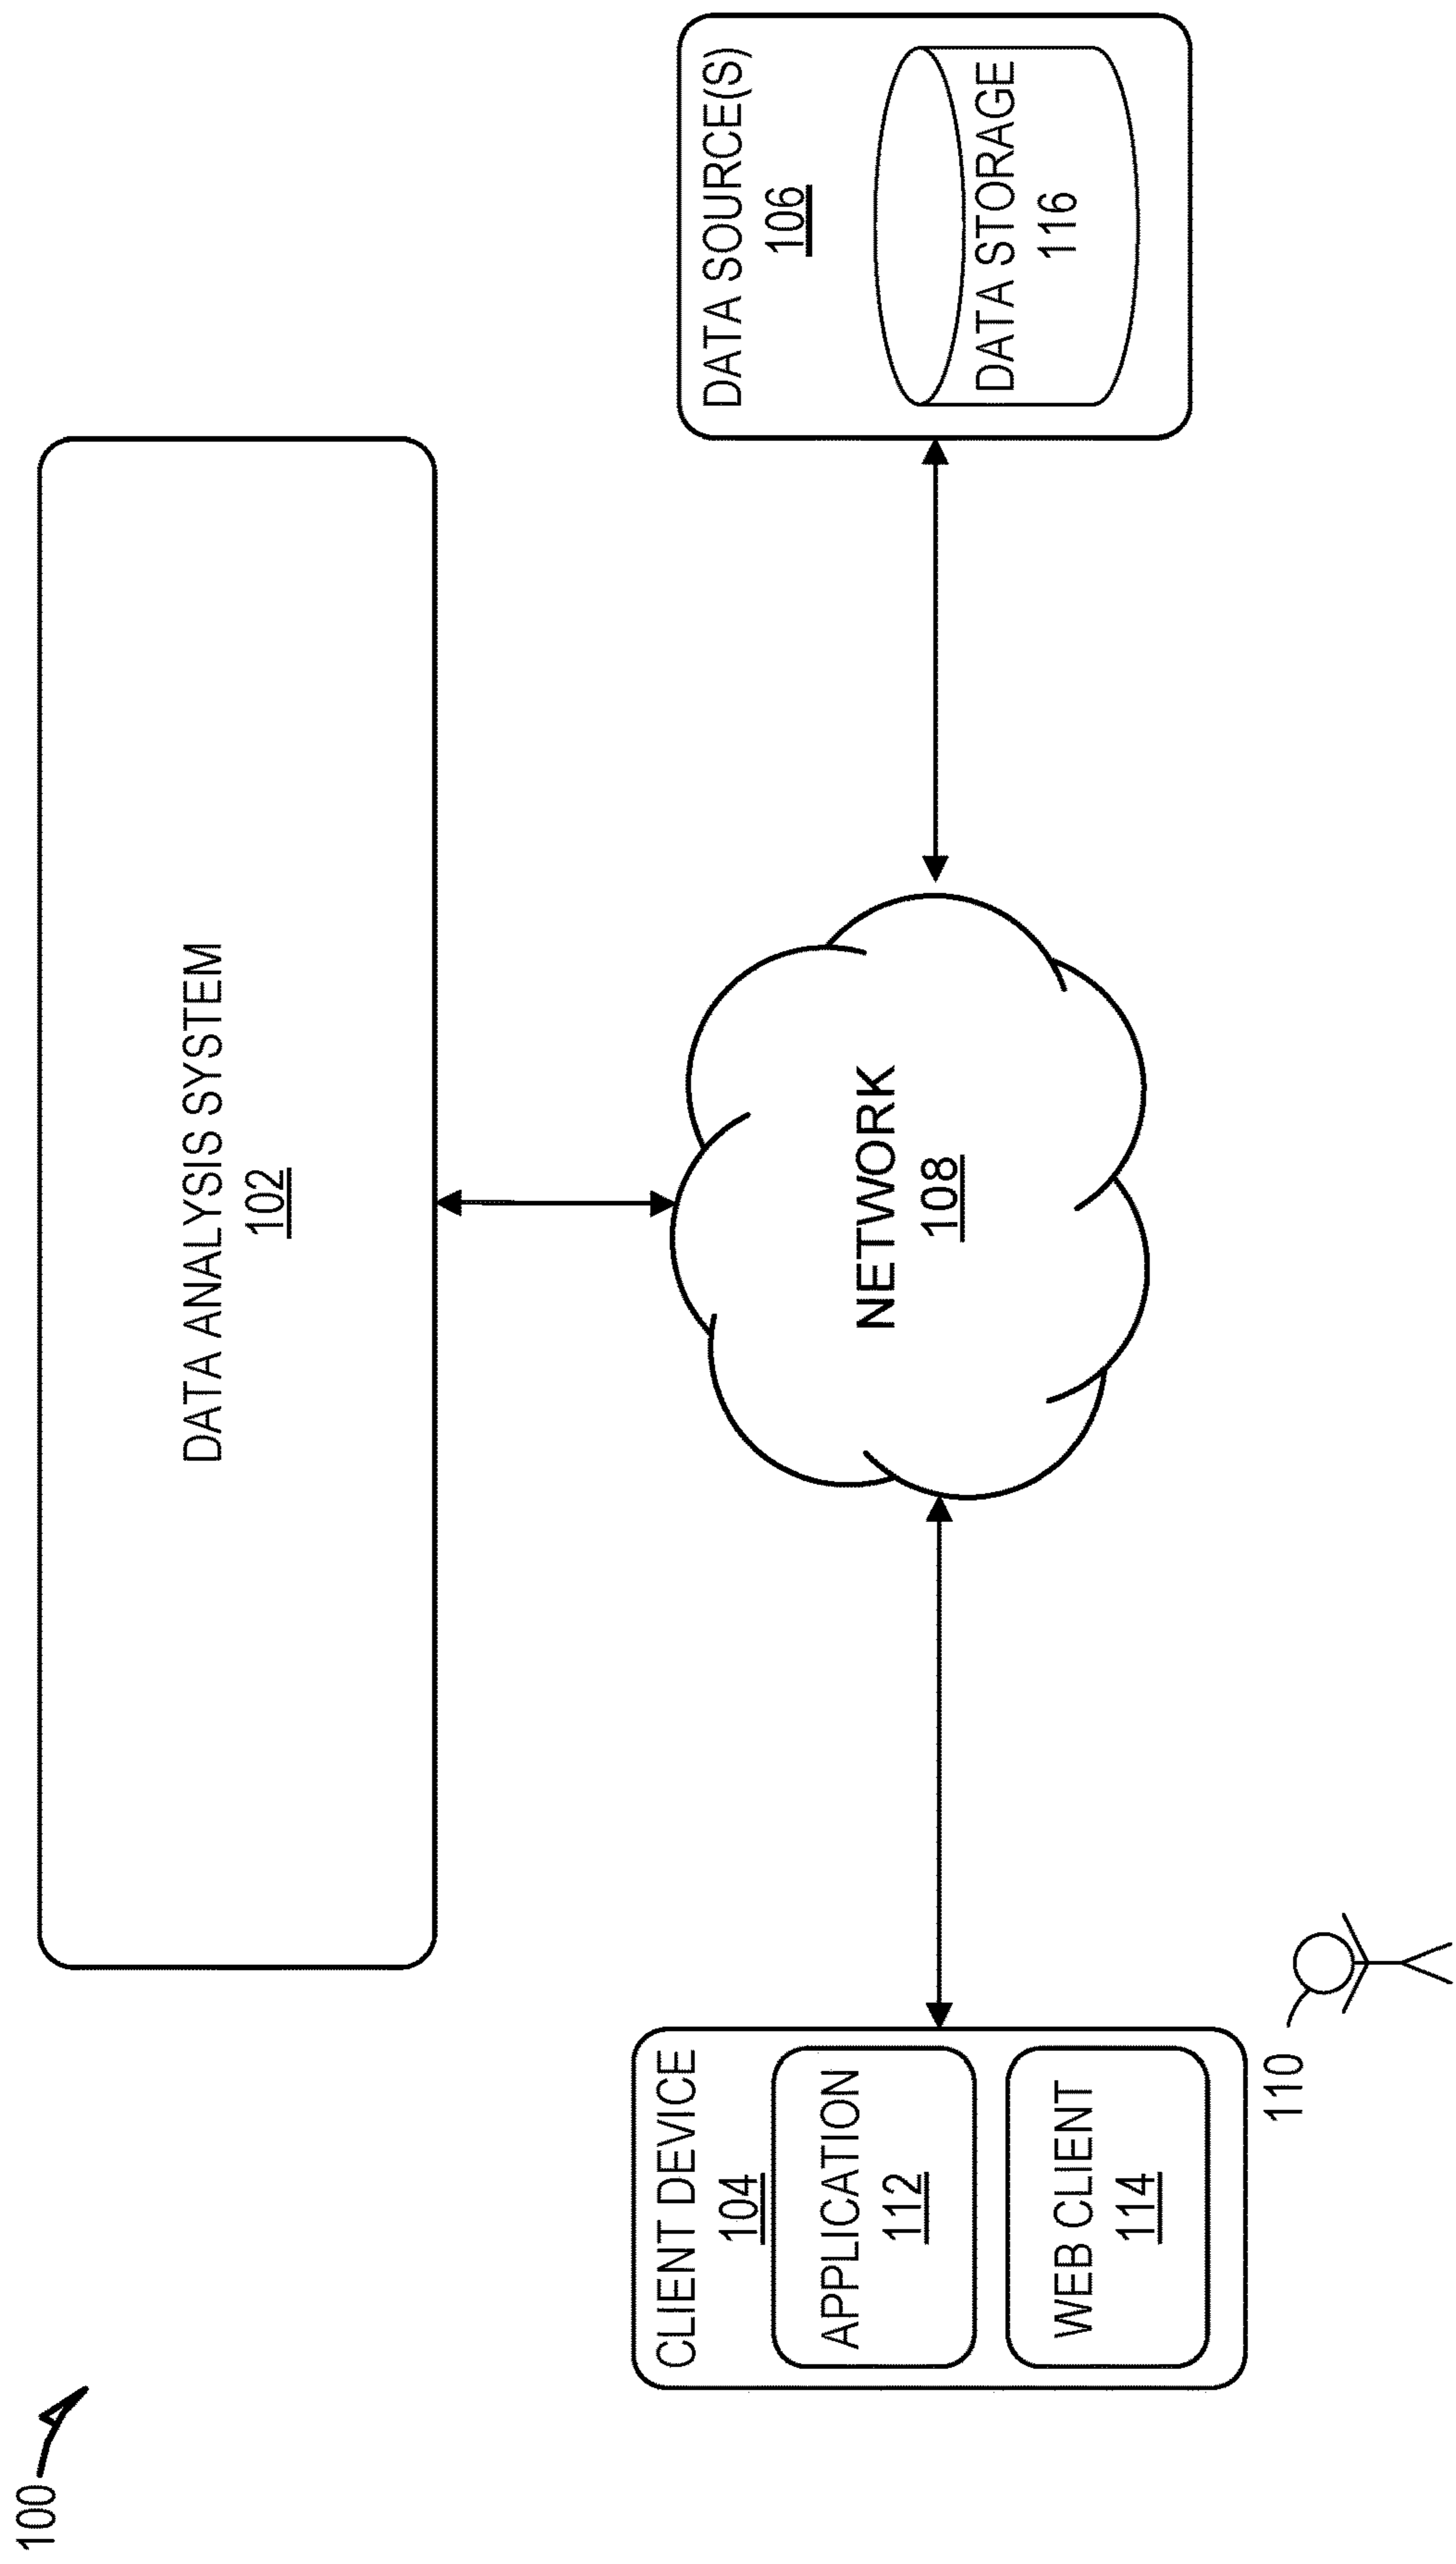 100
DATA ANALYSIS SYSTEM
102
CLIENT DEVICE
104
APPLICATION
112
WEB CLIENT
114
110
NETWORK
108
DATA SOURCE(S)
106
DATA STORAGE
116